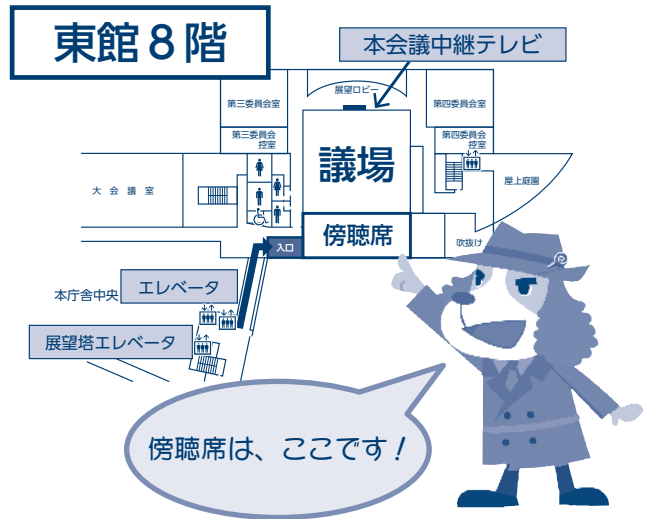 東館８階
本会議中継テレビ
展望ロビー
第三委員会室
第四委員会室
第三委員会
控室
第四委員会
控室
議場
大会議室
屋上庭園
傍聴席
入口
吹抜け
本庁舎中央
エレベータ
展望塔エレベータ
傍聴席は、ここです！